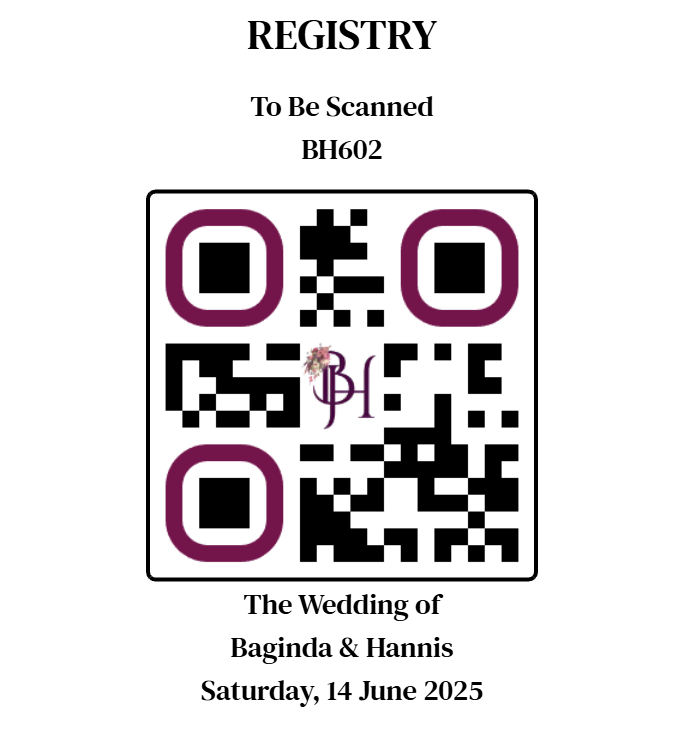 REGISTRY
To Be Scanned
BH602
BH
The Wedding of
Baginda & Hannis
Saturday, 14 June 2025